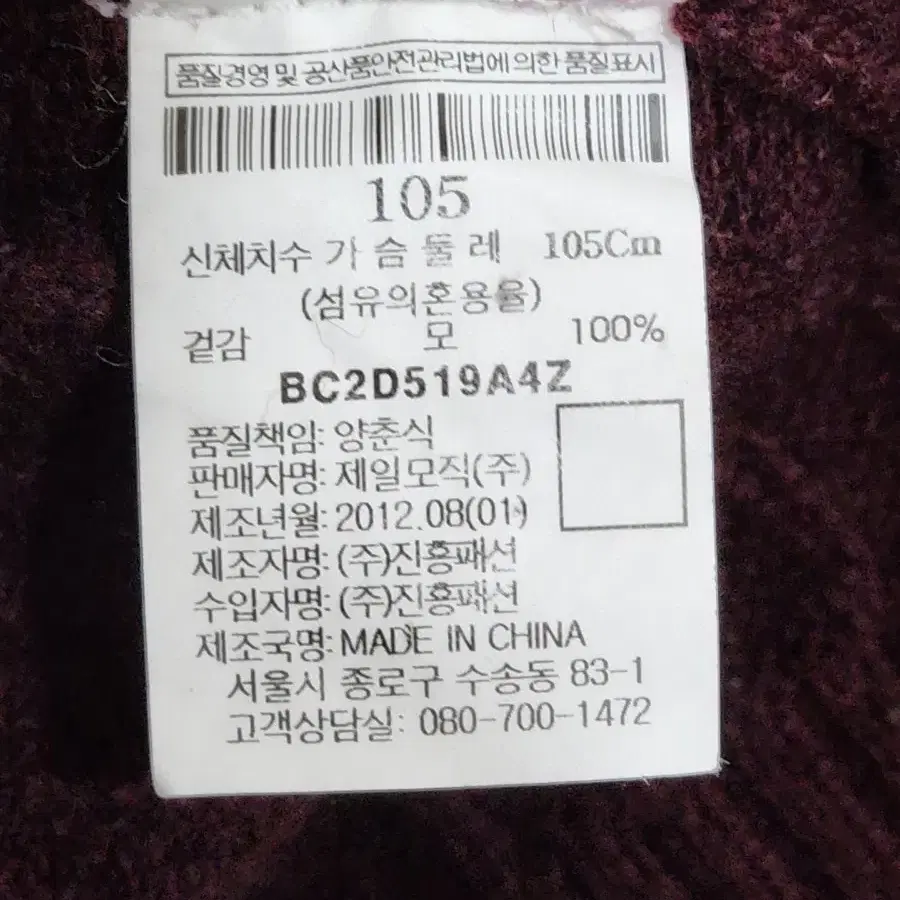 품질경영 및 공산품안전관리법에 의한 품질표시
105
신체치수 가 슴 둘 레 105Cm
(섬유의혼용율)
겉감 모 100%
BC2D519A4Z
품질책임: 양춘식
판매자명: 제일모직(주)
제조년월: 2012.08(01)
제조자명: (주)진흥패션
수입자명: (주)진흥패션
제조국명: MADE IN CHINA
서울시 종로구 수송동 83-1
고객상담실: 080-700-1472